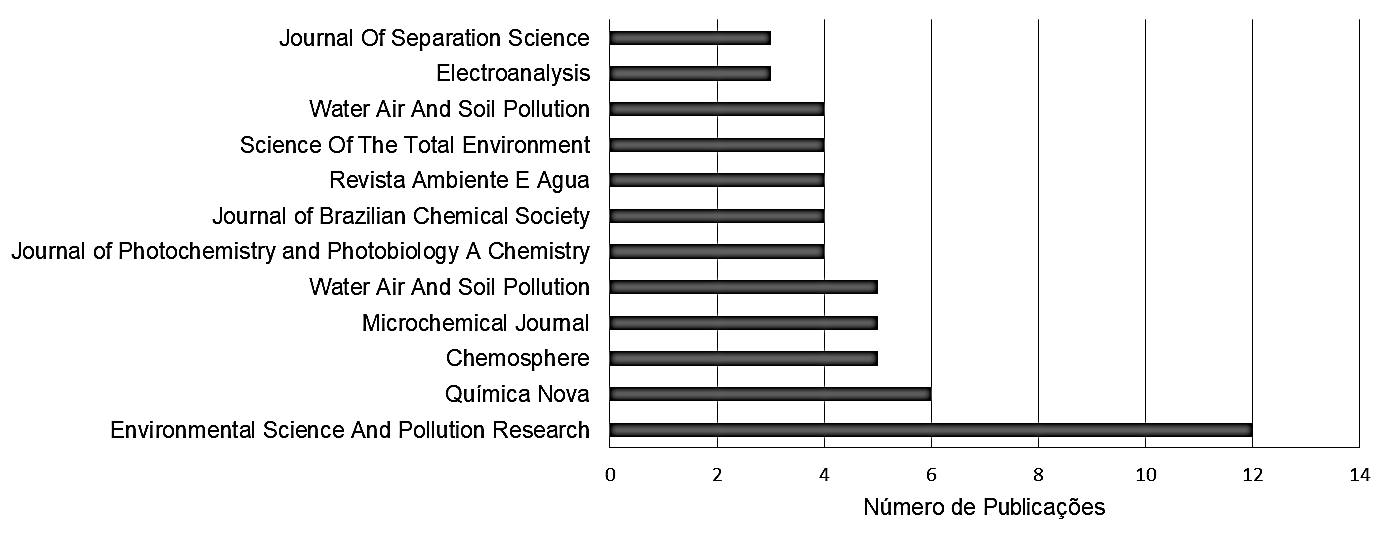 Journal Of Separation Science
Electroanalysis
Water Air And Soil Pollution
Science Of The Total Environment
Revista Ambiente E Agua
Journal of Brazilian Chemical Society
Journal of Photochemistry and Photobiology A Chemistry
Water Air And Soil Pollution
Microchemical Journal
Chemosphere
Química Nova
Environmental Science And Pollution Research
0 2 4 6 8 10 12 14
Número de Publicações